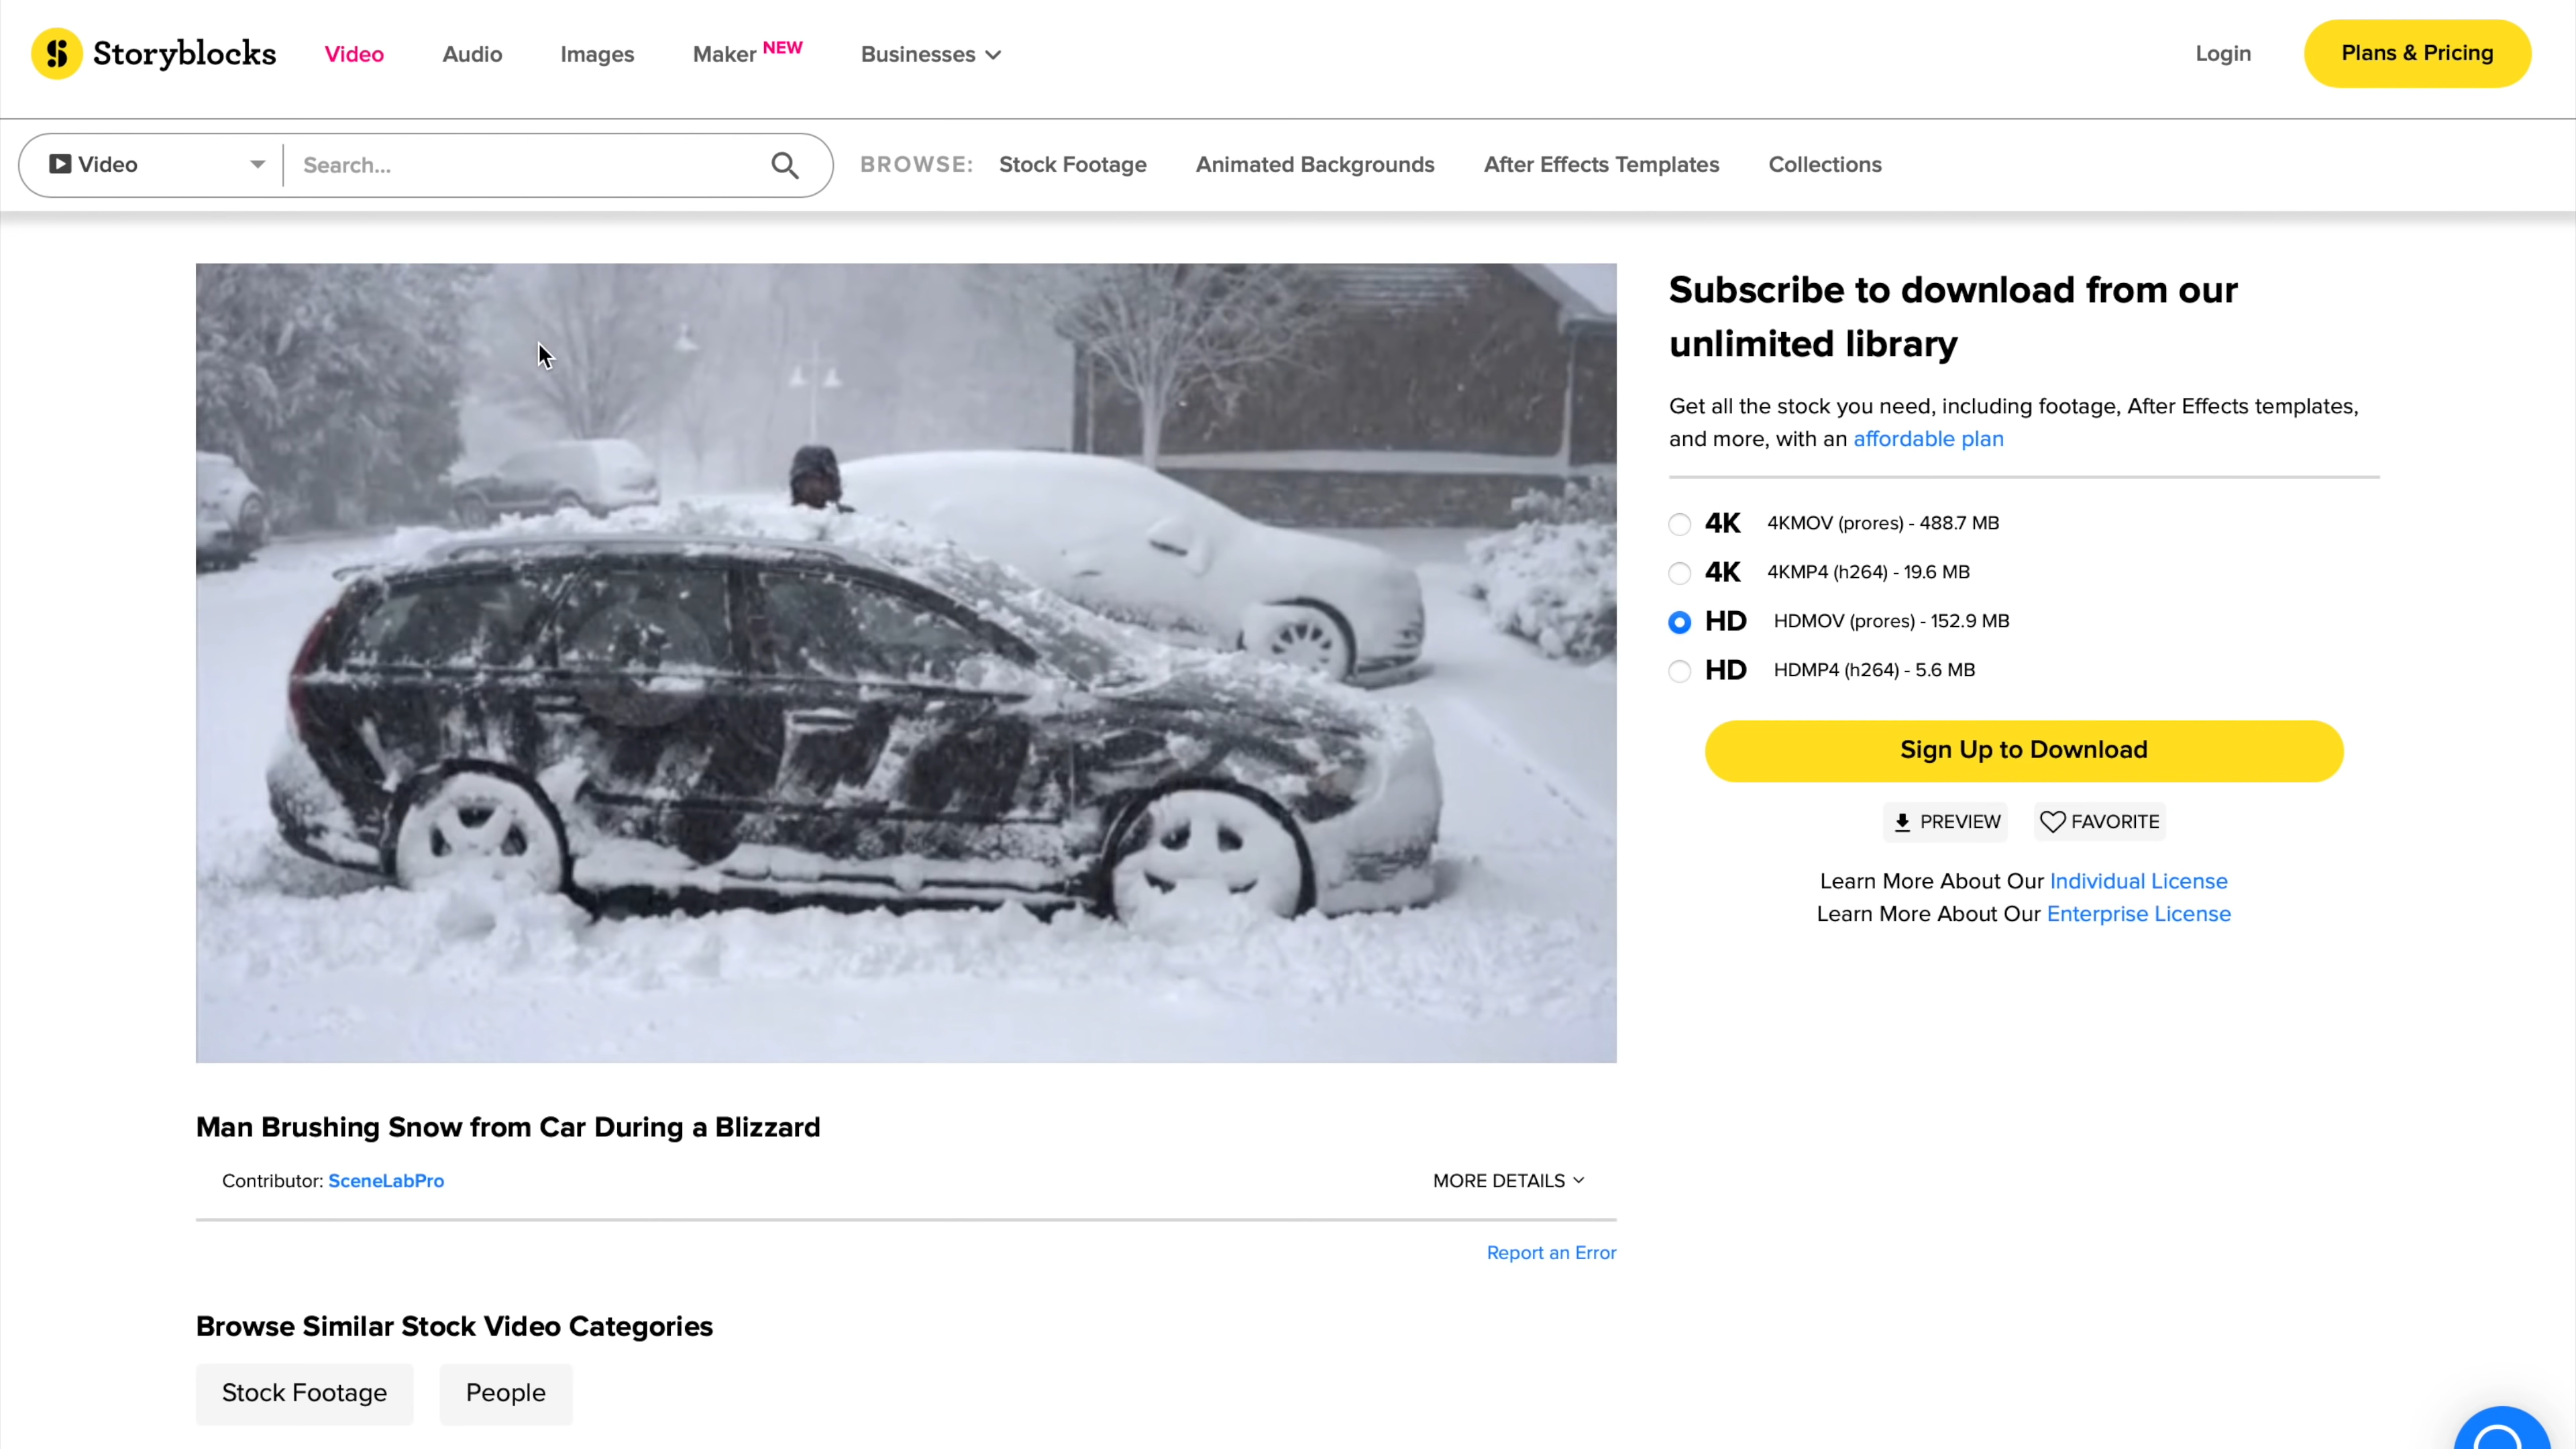 Storyblocks
Video
Audio
Images
Maker NEW
Businesses
Login
Plans & Pricing
Video
Search...
BROWSE:
Stock Footage
Animated Backgrounds
After Effects Templates
Collections
Subscribe to download from our
unlimited library
Get all the stock you need, including footage, After Effects templates,
and more, with an affordable plan
4K 4KMOV (prores) - 488.7 MB
4K 4KMP4 (h264) - 19.6 MB
HD HDMOV (prores) - 152.9 MB
HD HDMP4 (h264) - 5.6 MB
Sign Up to Download
PREVIEW
FAVORITE
Learn More About Our Individual License
Learn More About Our Enterprise License
Man Brushing Snow from Car During a Blizzard
Contributor: SceneLabPro
MORE DETAILS
Report an Error
Browse Similar Stock Video Categories
Stock Footage
People